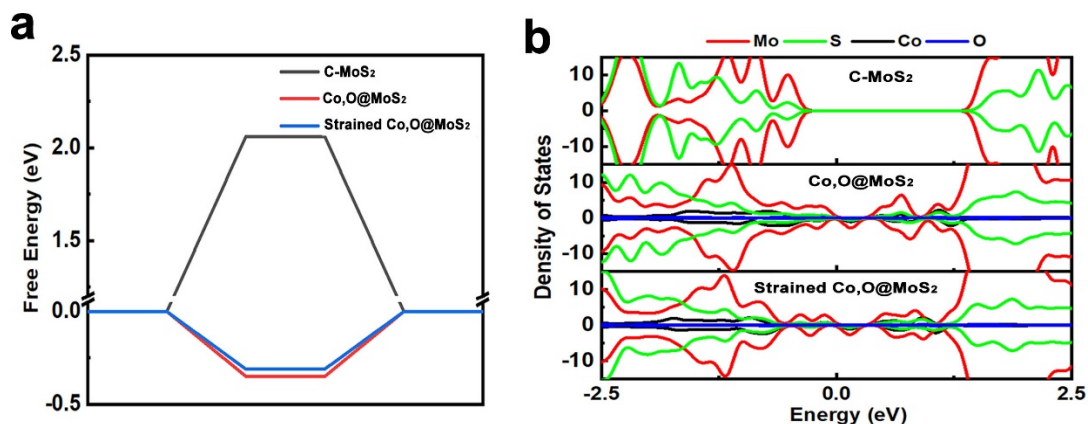 a
2.5
2.0
1.5
0.0
-0.5
Free Energy (eV)
C-MoS₂
Co,O@MoS₂
Strained Co,O@MoS₂
b
Mo S Co O
C-MoS₂
10
0
-10
Co,O@MoS₂
10
0
-10
Strained Co,O@MoS₂
10
0
-10
Density of States
-2.5 0.0 2.5
Energy (eV)